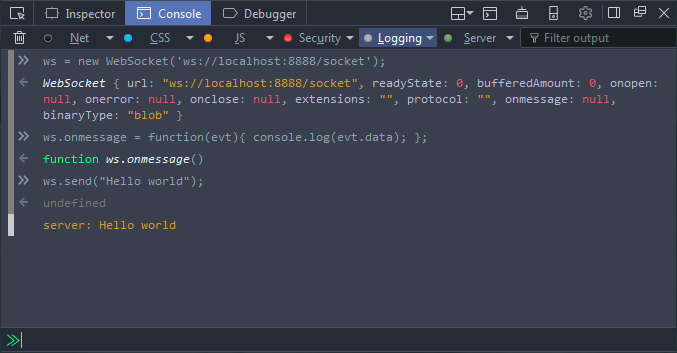 Inspector Console Debugger
Net CSS JS Security Logging Server Filter output
ws = new WebSocket('ws://localhost:8888/socket');
WebSocket { url: "ws://localhost:8888/socket", readyState: 0, bufferedAmount: 0, onopen:
null, onerror: null, onclose: null, extensions: "", protocol: "", onmessage: null,
binaryType: "blob" }
ws.onmessage = function(evt){ console.log(evt.data); };
function ws.onmessage()
ws.send("Hello world");
undefined
server: Hello world